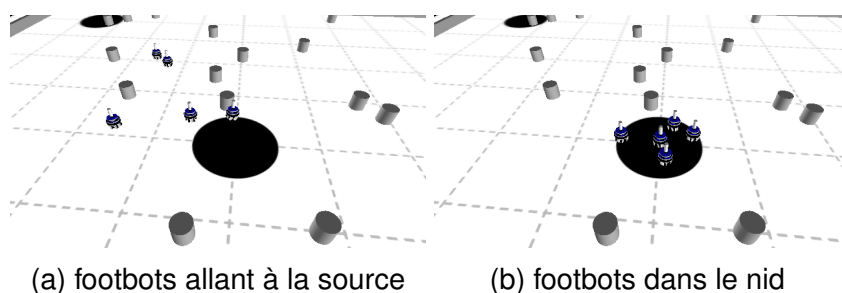 (a) footbots allant à la source
(b) footbots dans le nid